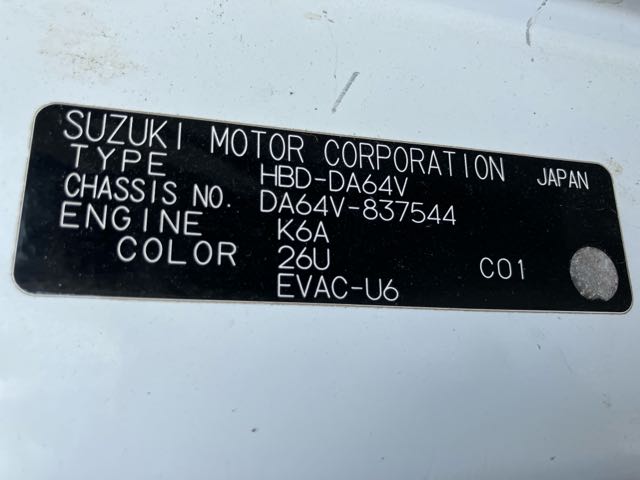 SUZUKI MOTOR CORPORATION JAPAN
TYPE HBD-DA64V
CHASSIS NO. DA64V-837544
ENGINE K6A
COLOR 26U C01
EVAC-U6